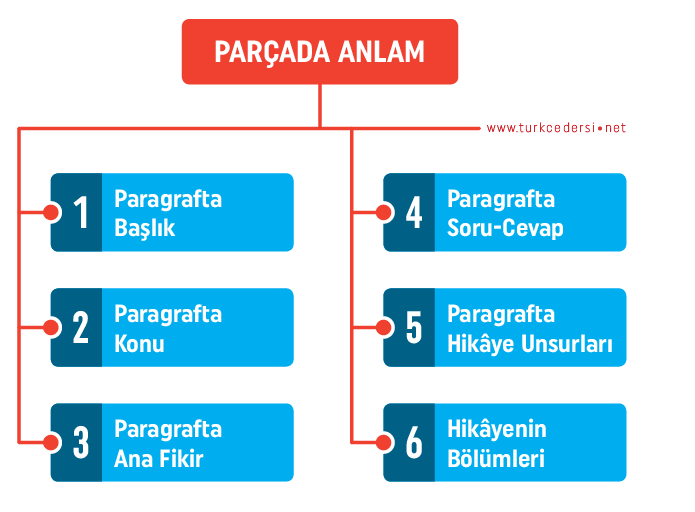 PARÇADA ANLAM
www.turkcedersi•net
1
Paragrafta
Başlık
2
Paragrafta
Konu
3
Paragrafta
Ana Fikir
4
Paragrafta
Soru-Cevap
5
Paragrafta
Hikâye Unsurları
6
Hikâyenin
Bölümleri